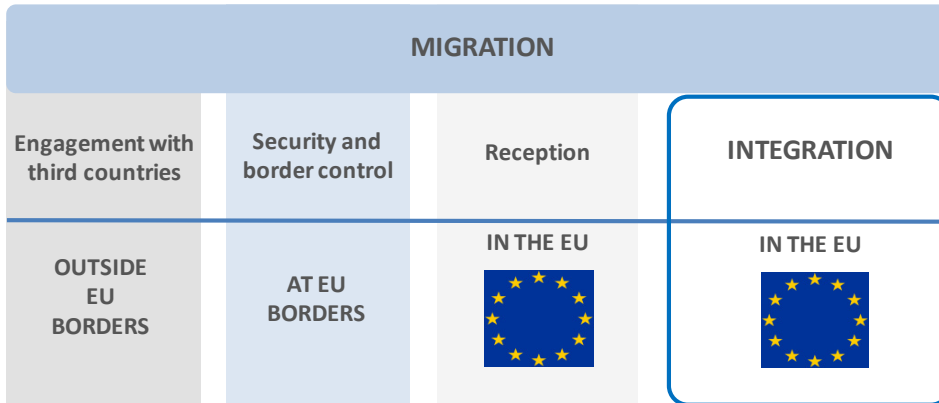 MIGRATION
Engagement with
third countries
Security and
border control
Reception
INTEGRATION
OUTSIDE
EU
BORDERS
AT EU
BORDERS
IN THE EU
IN THE EU